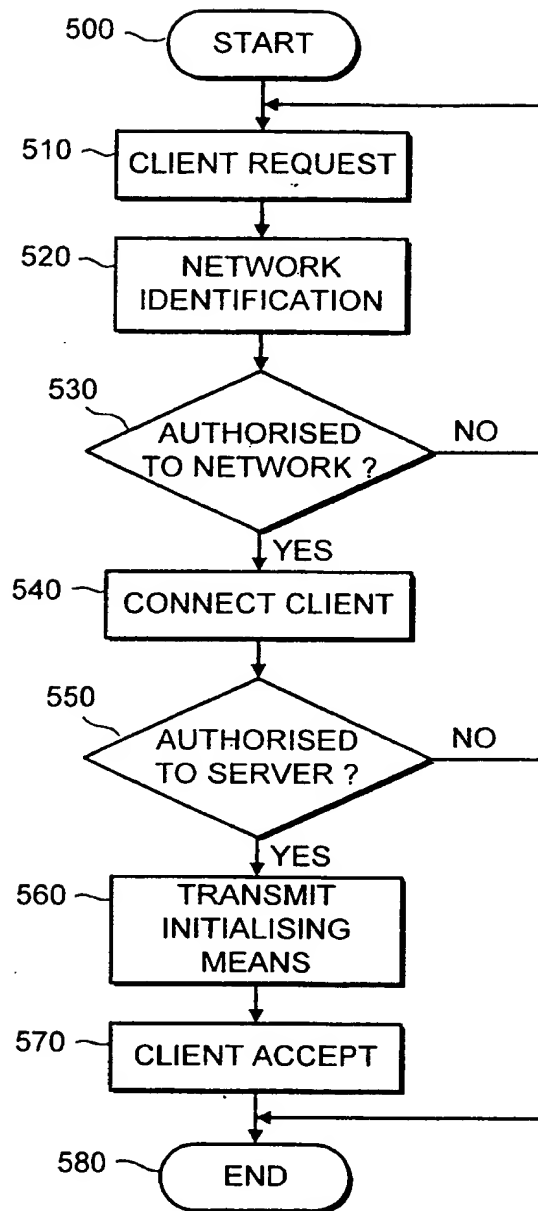 500
START
510
CLIENT REQUEST
520
NETWORK
IDENTIFICATION
530
AUTHORISED
TO NETWORK ?
NO
YES
540
CONNECT CLIENT
550
AUTHORISED
TO SERVER ?
NO
YES
560
TRANSMIT
INITIALISING
MEANS
570
CLIENT ACCEPT
580
END